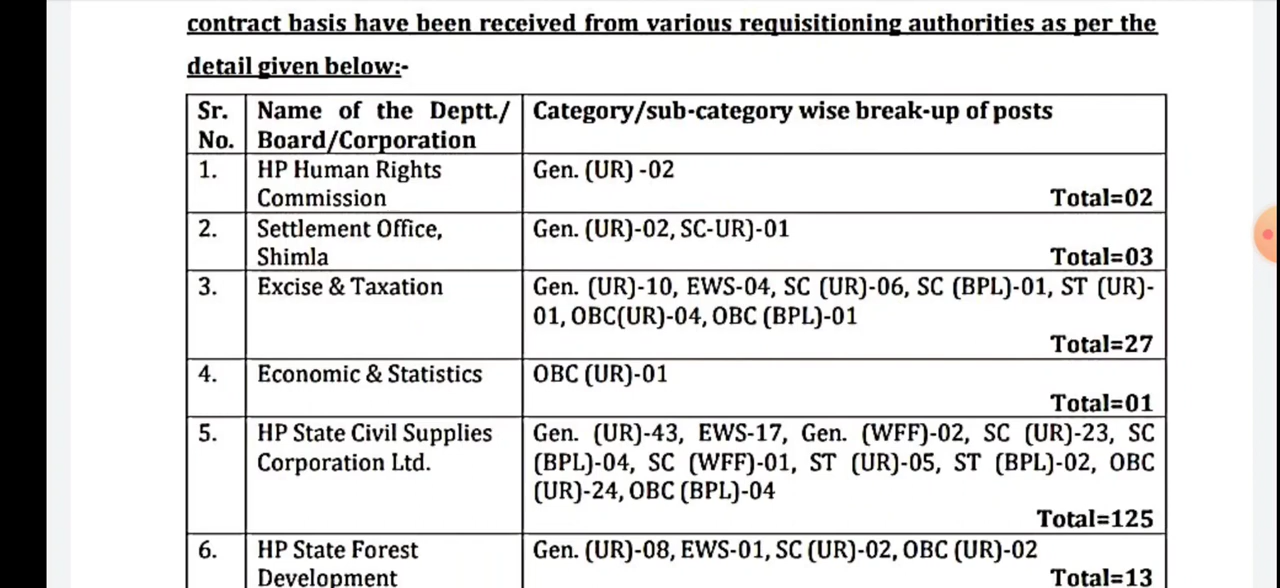 contract basis have been received from various requisitioning authorities as per the
detail given below:-
Sr. Name of the Deptt./ Category/sub-category wise break-up of posts
No. Board/Corporation
1. HP Human Rights Gen. (UR) -02
Commission Total=02
2. Settlement Office, Gen. (UR)-02, SC-UR)-01
Shimla Total=03
3. Excise & Taxation Gen. (UR)-10, EWS-04, SC (UR)-06, SC (BPL)-01, ST (UR)-
01, OBC(UR)-04, OBC (BPL)-01
Total=27
4. Economic & Statistics OBC (UR)-01
Total=01
5. HP State Civil Supplies Gen. (UR)-43, EWS-17, Gen. (WFF)-02, SC (UR)-23, SC
Corporation Ltd. (BPL)-04, SC (WFF)-01, ST (UR)-05, ST (BPL)-02, OBC
(UR)-24, OBC (BPL)-04
Total=125
6. HP State Forest Gen. (UR)-08, EWS-01, SC (UR)-02, OBC (UR)-02
Development Total=13